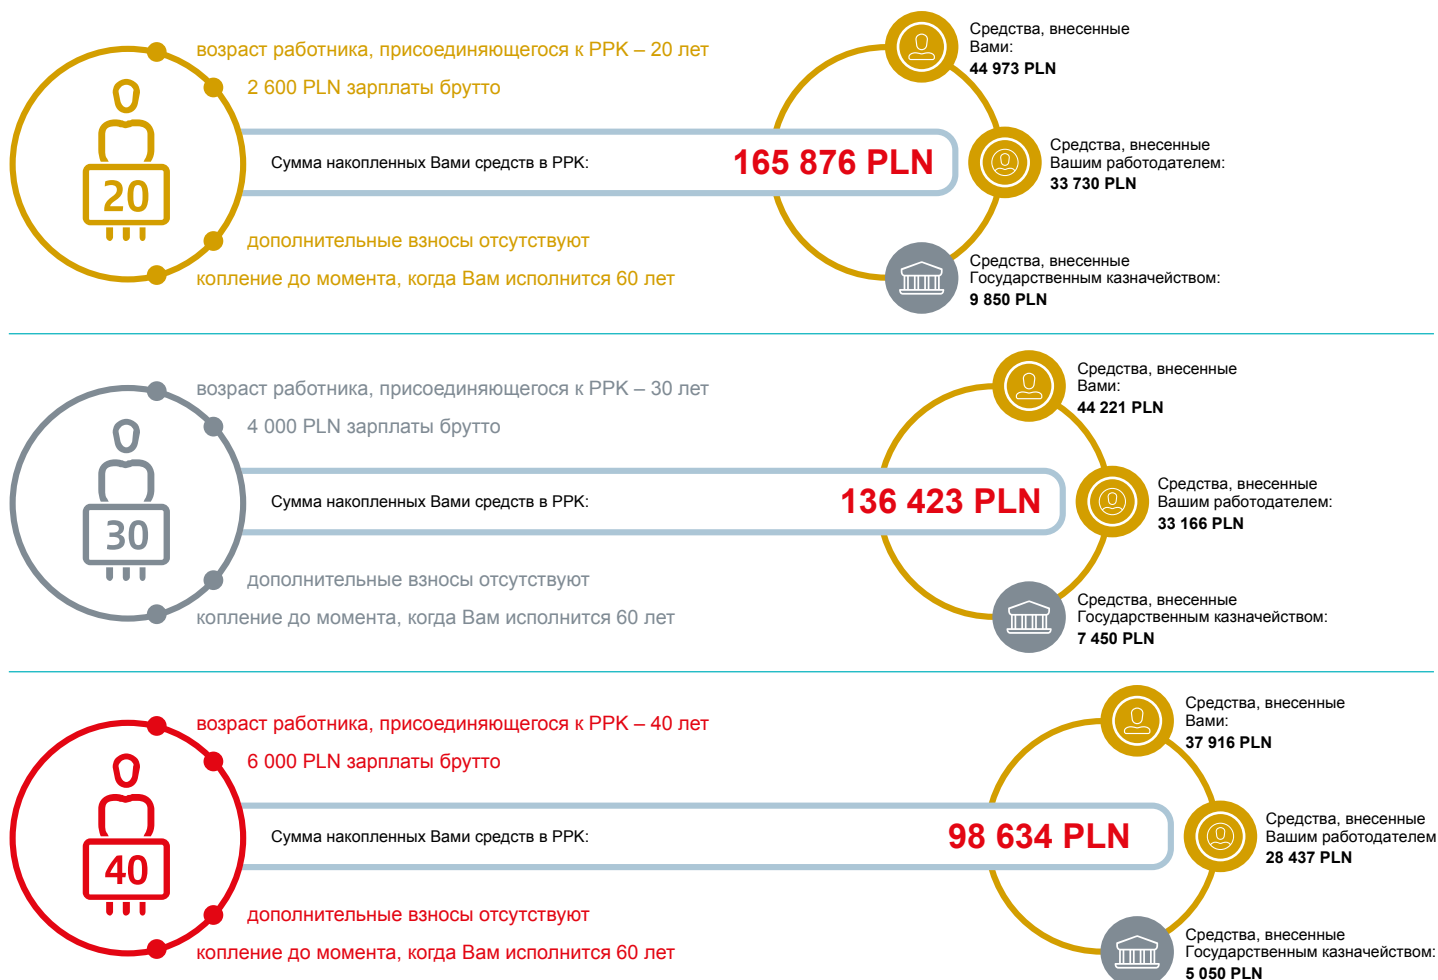 возраст работника, присоединяющегося к PPK – 20 лет
2 600 PLN зарплаты брутто
20
Сумма накопленных Вами средств в PPK:
165 876 PLN
дополнительные взносы отсутствуют
копление до момента, когда Вам исполнится 60 лет
Средства, внесенные
Вами:
44 973 PLN
Средства, внесенные
Вашим работодателем:
33 730 PLN
Средства, внесенные
Государственным казначейством:
9 850 PLN
возраст работника, присоединяющегося к PPK – 30 лет
4 000 PLN зарплаты брутто
30
Сумма накопленных Вами средств в PPK:
136 423 PLN
дополнительные взносы отсутствуют
копление до момента, когда Вам исполнится 60 лет
Средства, внесенные
Вами:
44 221 PLN
Средства, внесенные
Вашим работодателем:
33 166 PLN
Средства, внесенные
Государственным казначейством:
7 450 PLN
возраст работника, присоединяющегося к PPK – 40 лет
6 000 PLN зарплаты брутто
40
Сумма накопленных Вами средств в PPK:
98 634 PLN
дополнительные взносы отсутствуют
копление до момента, когда Вам исполнится 60 лет
Средства, внесенные
Вами:
37 916 PLN
Средства, внесенные
Вашим работодателем
28 437 PLN
Средства, внесенные
Государственным казначейством:
5 050 PLN